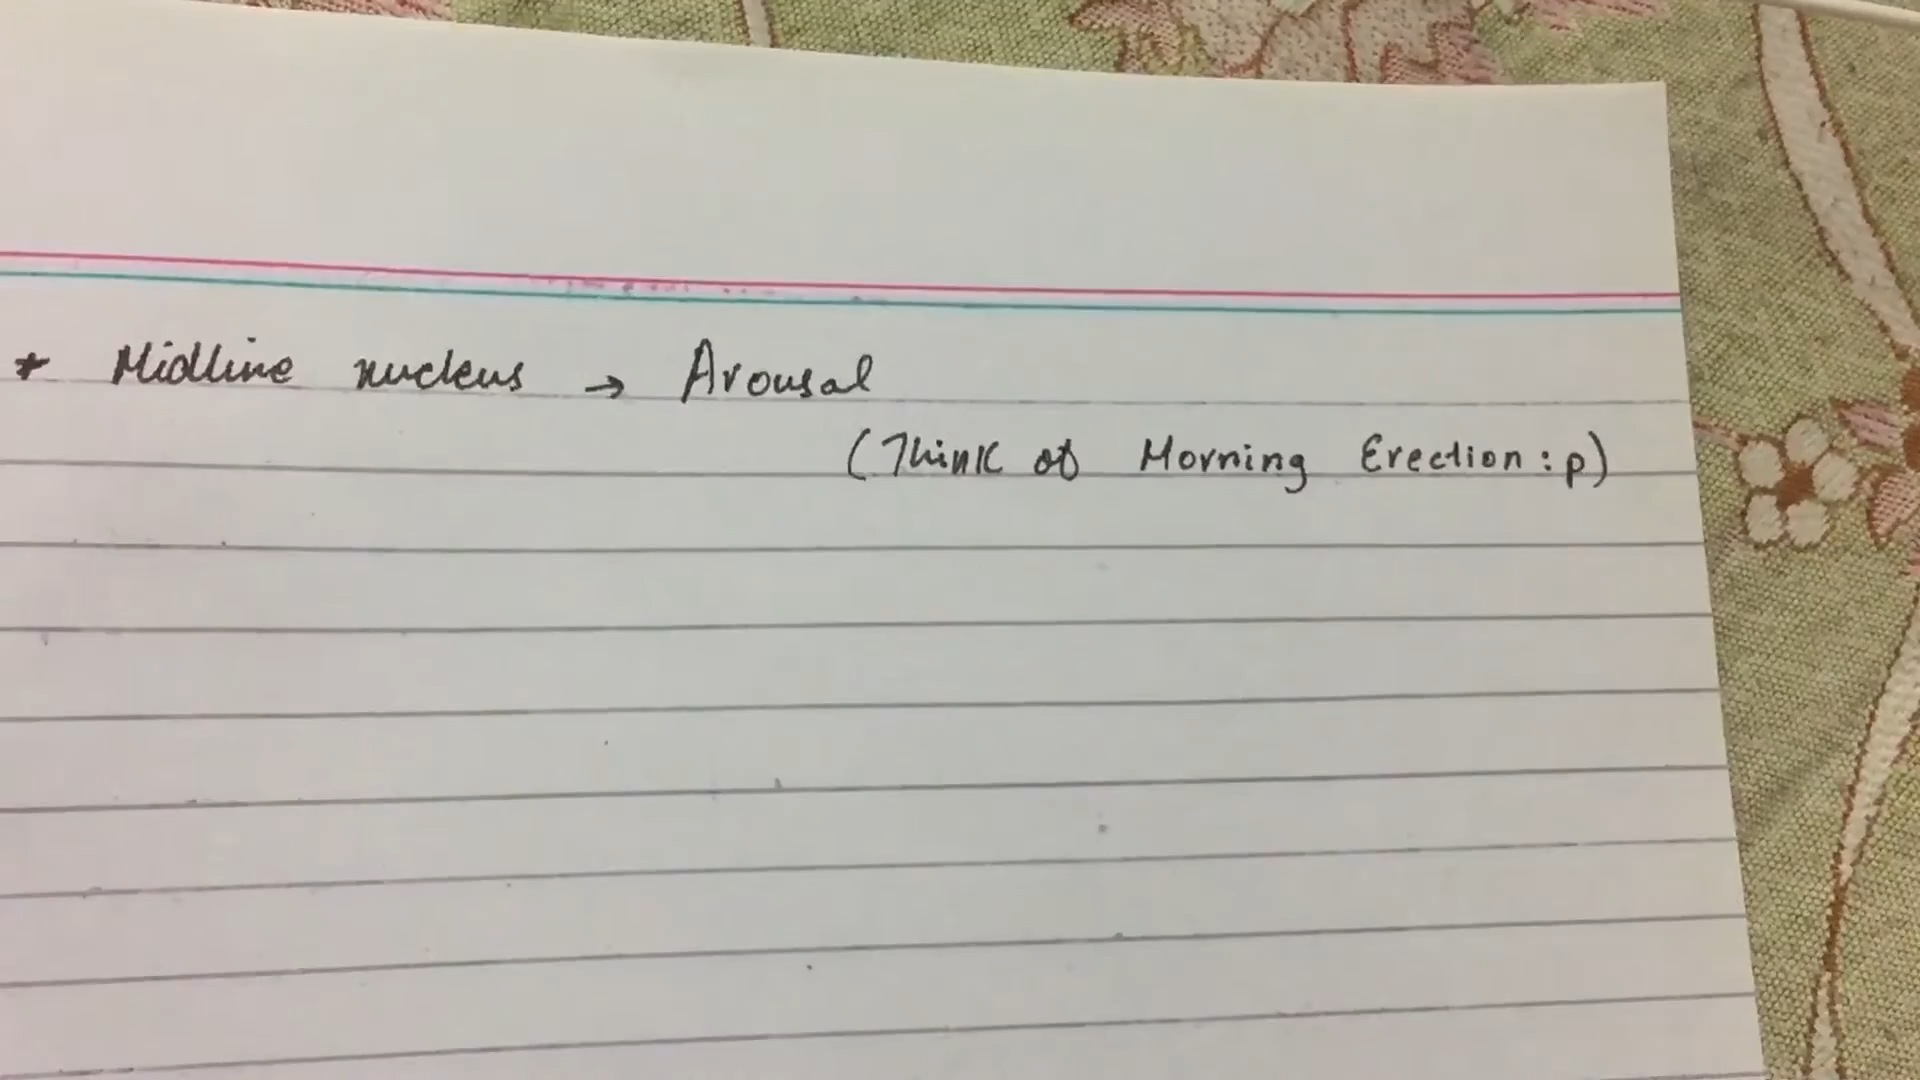 * Midline nucleus → Arousal
(Think of Morning Erection :p)